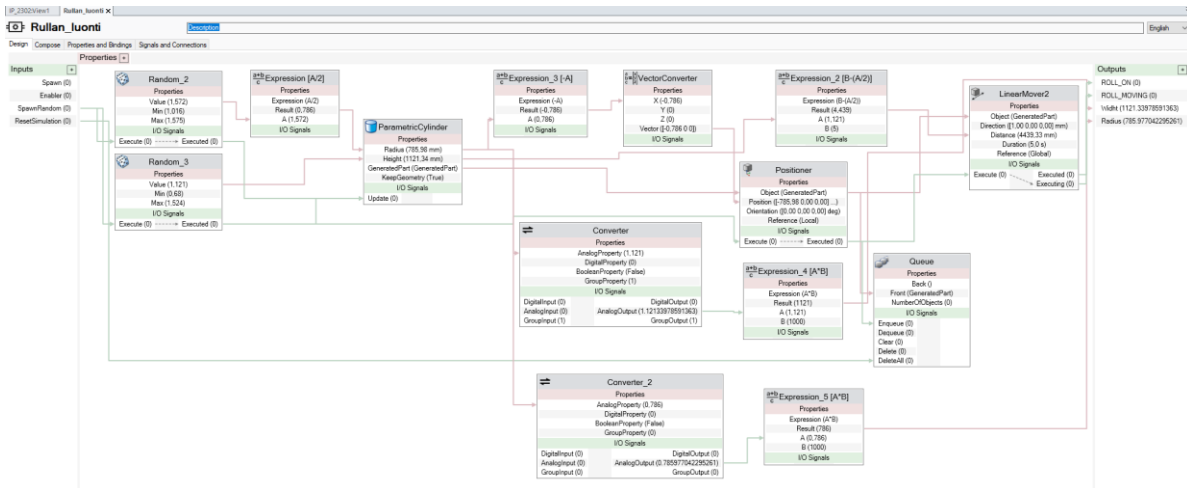 IP_2302:View1
Rullan_luonti
Rullan_luonti
Description
English
Design
Compose
Properties and Bindings
Signals and Connections
Properties
Inputs
Spawn (0)
Enabler (0)
SpawnRandom (0)
ResetSimulation (0)
Random_2
Properties
Value (1,572)
Min (1,016)
Max (1,575)
I/O Signals
Execute (0)
Executed (0)
Random_3
Properties
Value (1,121)
Min (0,68)
Max (1,524)
I/O Signals
Execute (0)
Executed (0)
a+b
c
Expression [A/2]
Properties
Expression (A/2)
Result (0,786)
A (1,572)
I/O Signals
ParametricCylinder
Properties
Radius (785,98 mm)
Height (1121,34 mm)
GeneratedPart (GeneratedPart)
KeepGeometry (True)
I/O Signals
Update (0)
a+b
c
Expression_3 [-A]
Properties
Expression (-A)
Result (-0,786)
A (0,786)
I/O Signals
VectorConverter
Properties
X (-0,786)
Y (0)
Z (0)
Vector ([-0,786 0 0])
I/O Signals
a+b
c
Expression_2 [B-(A/2)]
Properties
Expression (B-(A/2))
Result (4,439)
A (1,121)
B (5)
I/O Signals
LinearMover2
Properties
Object (GeneratedPart)
Direction ([1,00 0,00 0,00] mm)
Distance (4439,33 mm)
Duration (5,0 s)
Reference (Global)
I/O Signals
Execute (0)
Executed (0)
Executing (0)
Outputs
ROLL_ON (0)
ROLL_MOVING (0)
Widht (1121.33978591363)
Radius (785.977042295261)
Positioner
Properties
Object (GeneratedPart)
Position ([-785,98 0,00 0,00] ...)
Orientation ([0,00 0,00 0,00] deg)
Reference (Local)
I/O Signals
Execute (0)
Executed (0)
Converter
Properties
AnalogProperty (1,121)
DigitalProperty (0)
BooleanProperty (False)
GroupProperty (1)
I/O Signals
DigitalInput (0)
DigitalOutput (0)
AnalogInput (0)
AnalogOutput (1.12133978591363)
GroupInput (1)
GroupOutput (1)
a+b
c
Expression_4 [A*B]
Properties
Expression (A*B)
Result (1121)
A (1,121)
B (1000)
I/O Signals
Queue
Properties
Back ()
Front (GeneratedPart)
NumberOfObjects (0)
I/O Signals
Enqueue (0)
Dequeue (0)
Clear (0)
Delete (0)
DeleteAll (0)
Converter_2
Properties
AnalogProperty (0,786)
DigitalProperty (0)
BooleanProperty (False)
GroupProperty (0)
I/O Signals
DigitalInput (0)
DigitalOutput (0)
AnalogInput (0)
AnalogOutput (0.785977042295261)
GroupInput (0)
GroupOutput (0)
a+b
c
Expression_5 [A*B]
Properties
Expression (A*B)
Result (786)
A (0,786)
B (1000)
I/O Signals